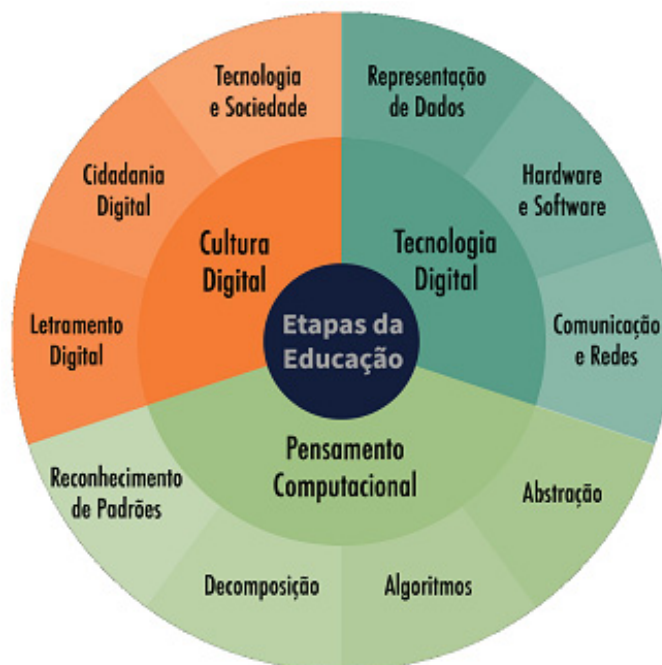 Tecnologia
e Sociedade
Representação
de Dados
Cidadania
Digital
Hardware
e Software
Cultura
Digital
Tecnologia
Digital
Letramento
Digital
Etapas da
Educação
Comunicação
e Redes
Pensamento
Computacional
Reconhecimento
de Padrões
Abstração
Decomposição
Algoritmos